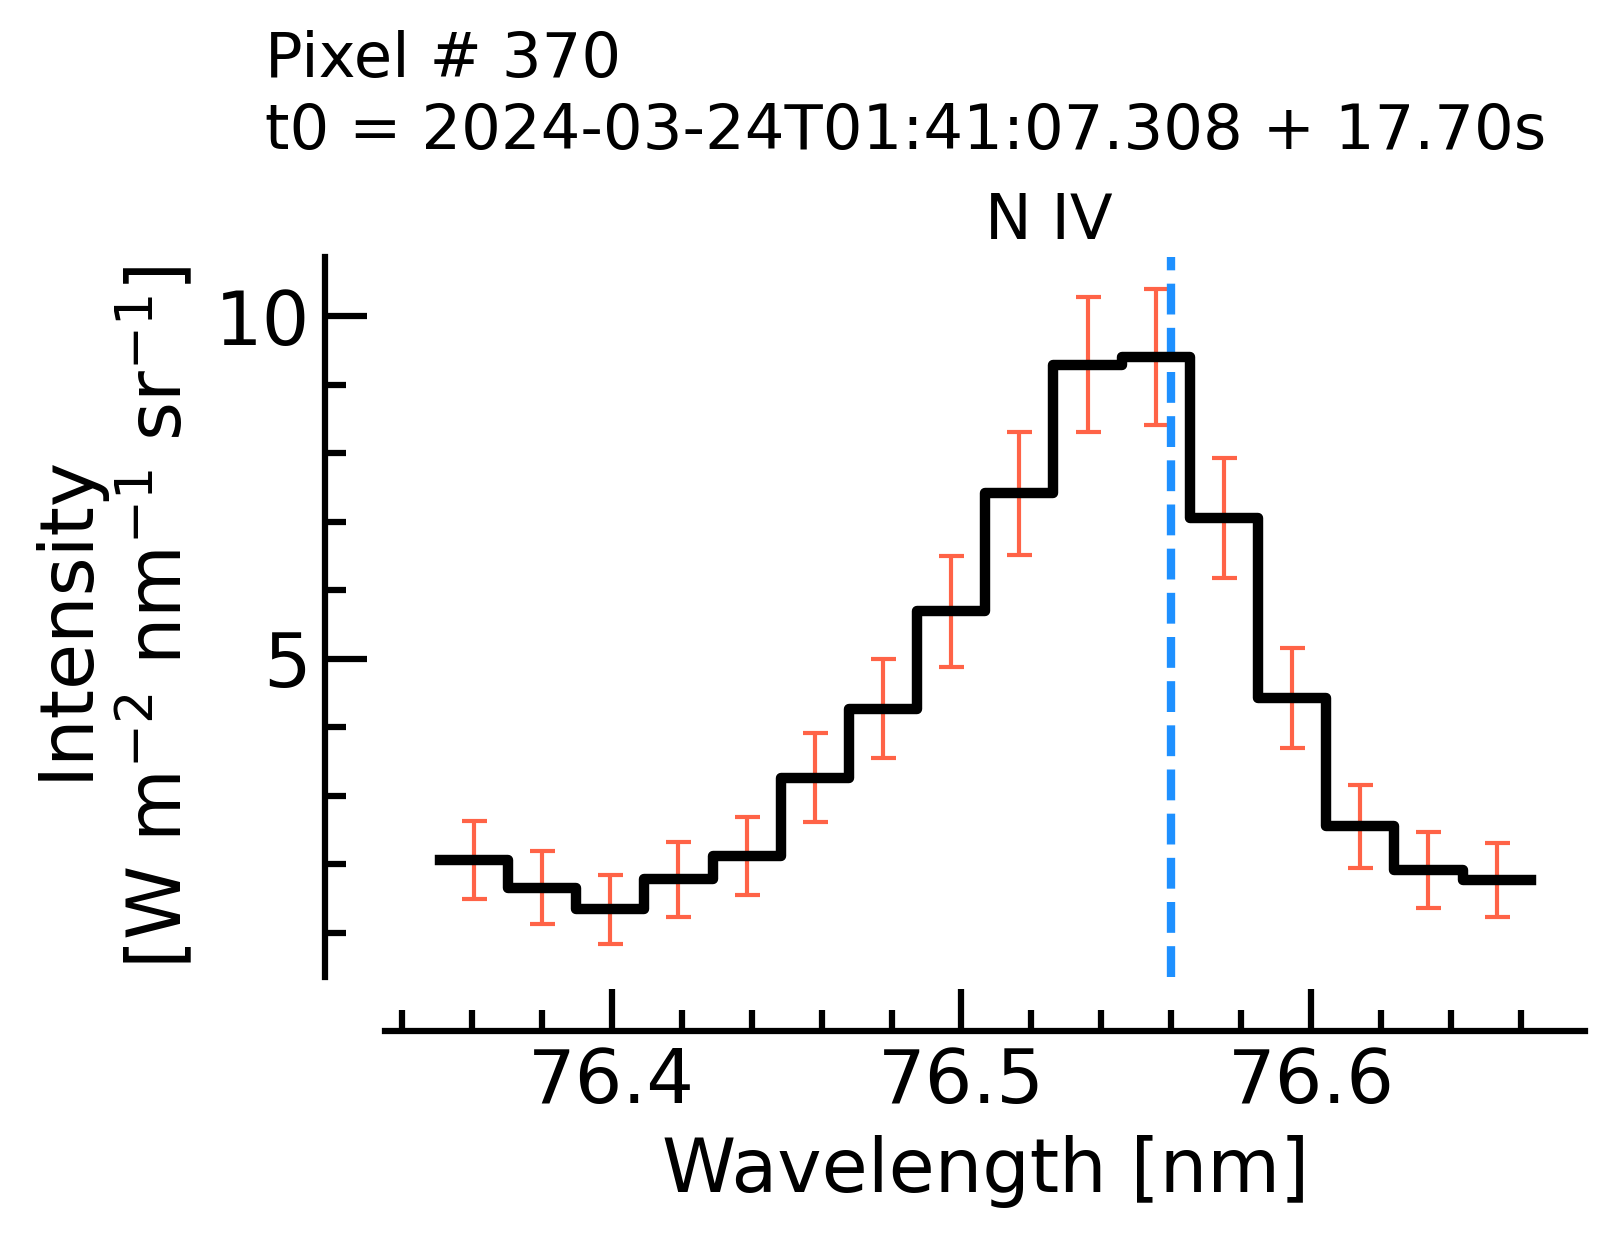 Pixel # 370
t0 = 2024-03-24T01:41:07.308 + 17.70s
N IV
Intensity
[W m⁻² nm⁻¹ sr⁻¹]
10
5
76.4 76.5 76.6
Wavelength [nm]